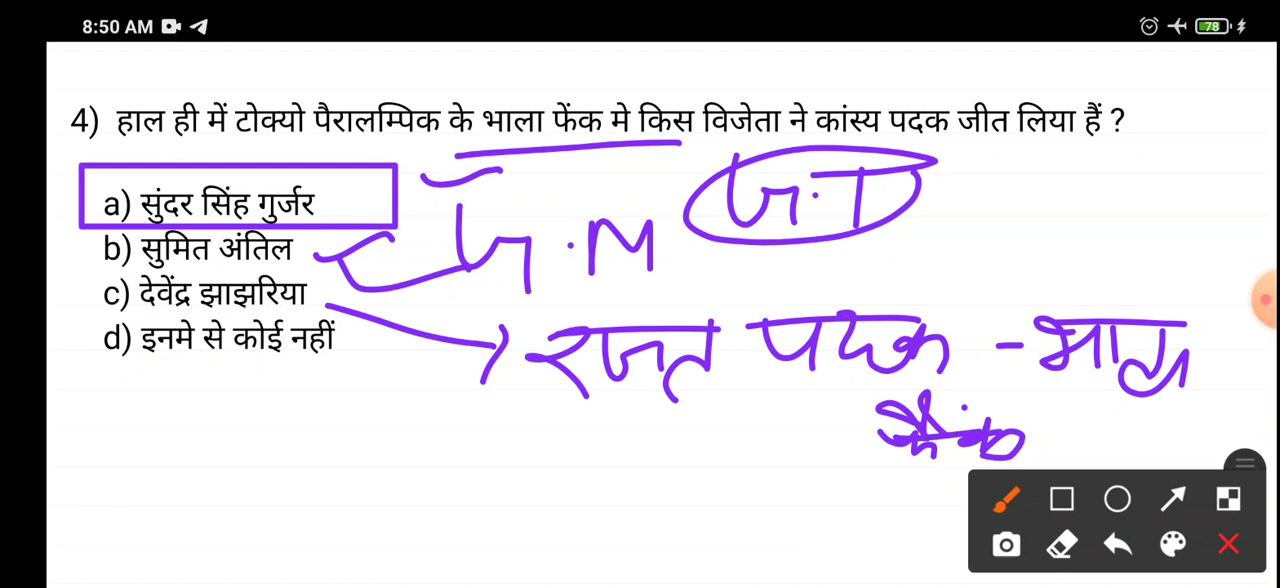 8:50 AM
78
4) हाल ही में टोक्यो पैरालम्पिक के भाला फेंक मे किस विजेता ने कांस्य पदक जीत लिया हैं ?
a) सुंदर सिंह गुर्जर
b) सुमित अंतिल
c) देवेंद्र झाझरिया
d) इनमे से कोई नहीं
रजत पदक -